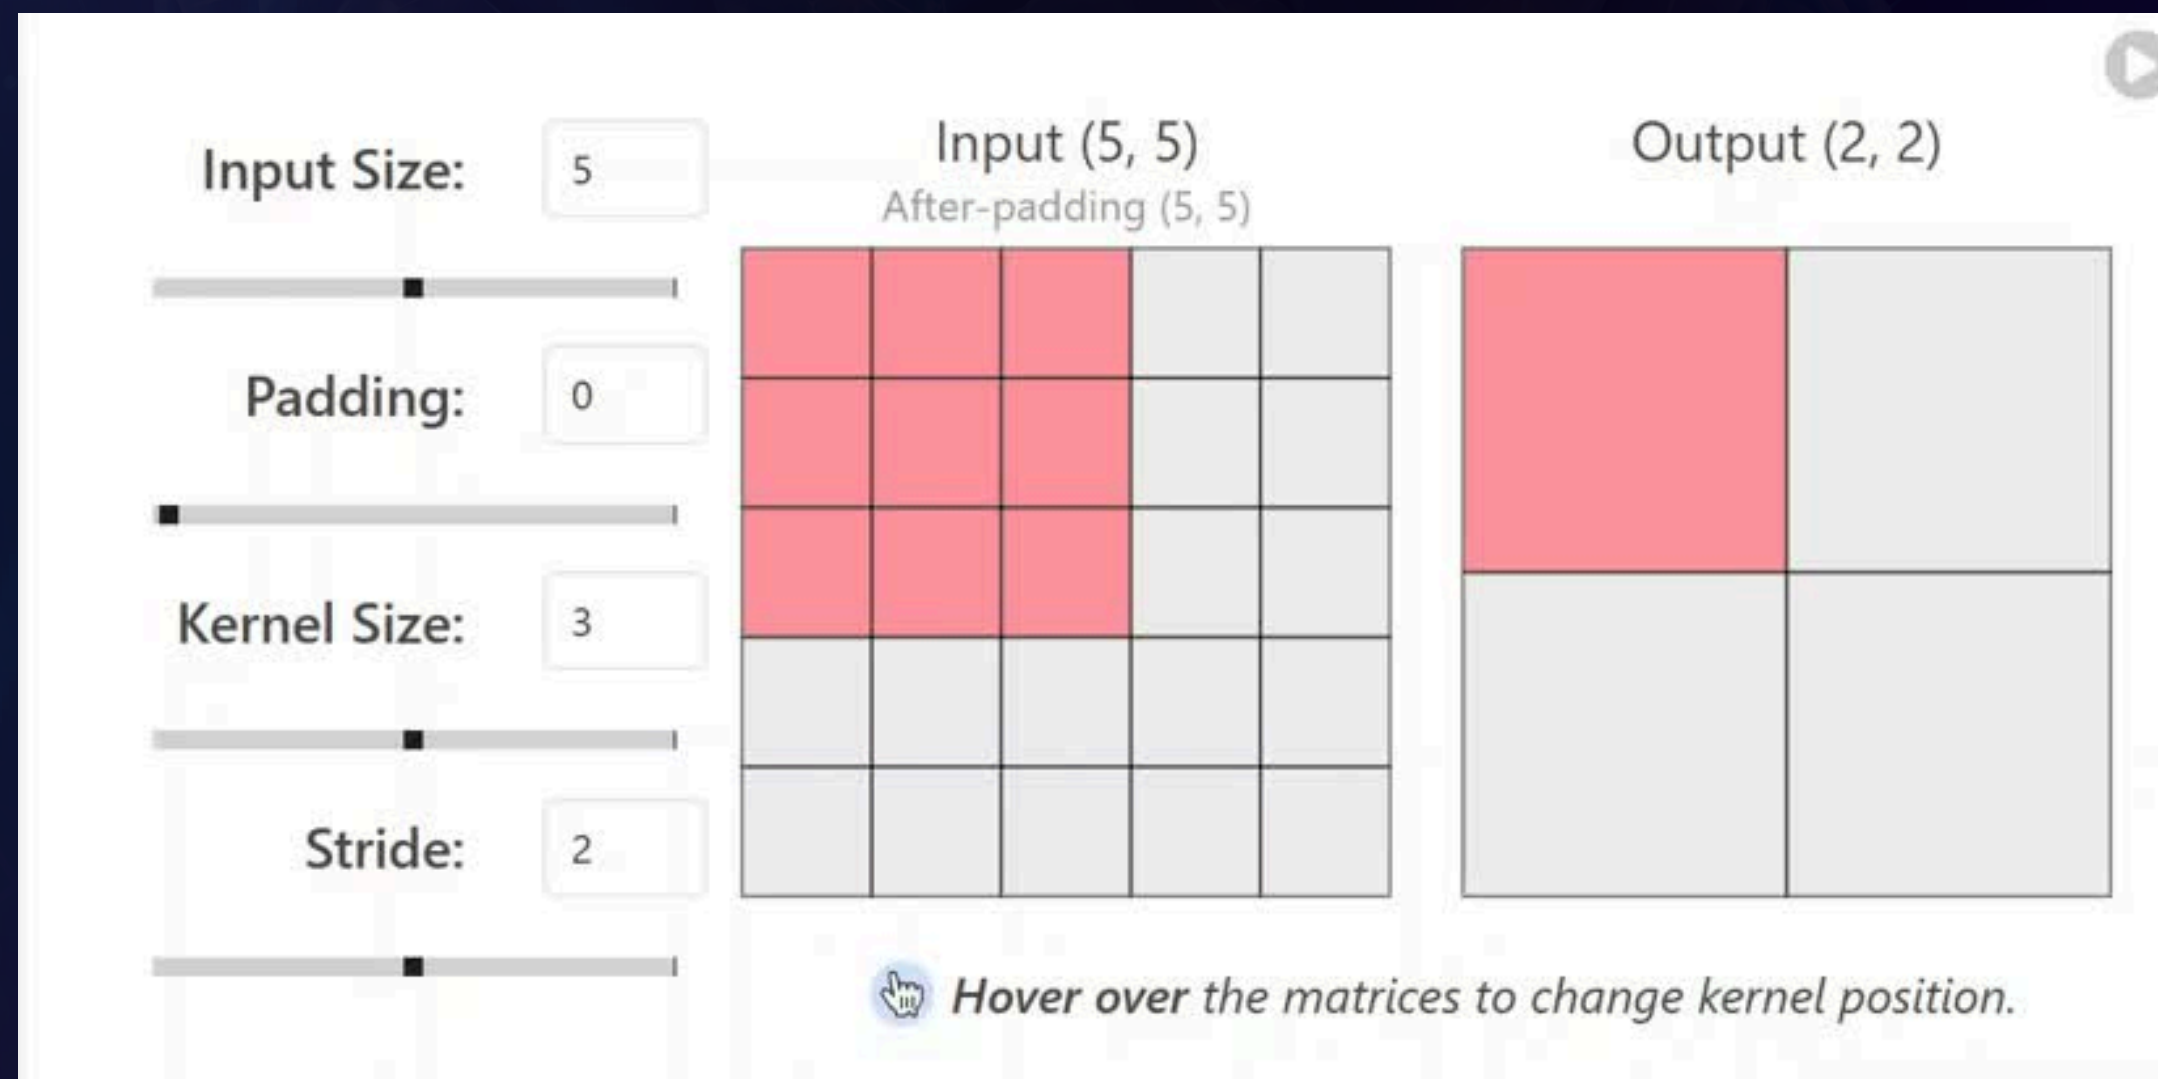 Input Size: 5
Padding: 0
Kernel Size: 3
Stride: 2
Input (5, 5)
After-padding (5, 5)
Output (2, 2)
Hover over the matrices to change kernel position.